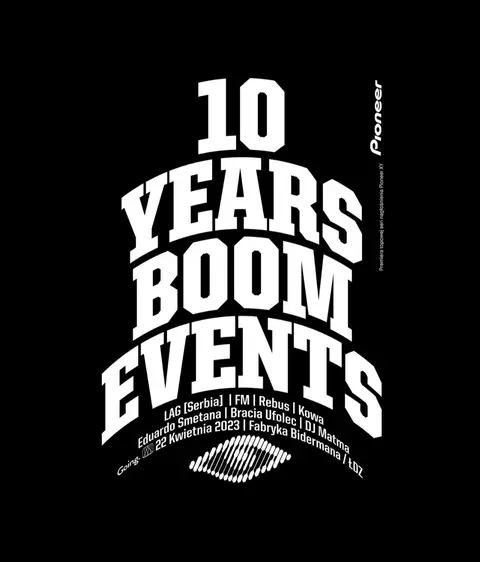 10
YEARS
BOOM
EVENTS
LAG [Serbia] | FM | Rebus | Kowa
Eduardo Smetana | Bracia Ufolec | DJ Matma
22 Kwietnia 2023 | Fabryka Bidermana / ŁDZ
Going.
Pioneer
Premiera topowej serii nagłośnienia Pioneer XY